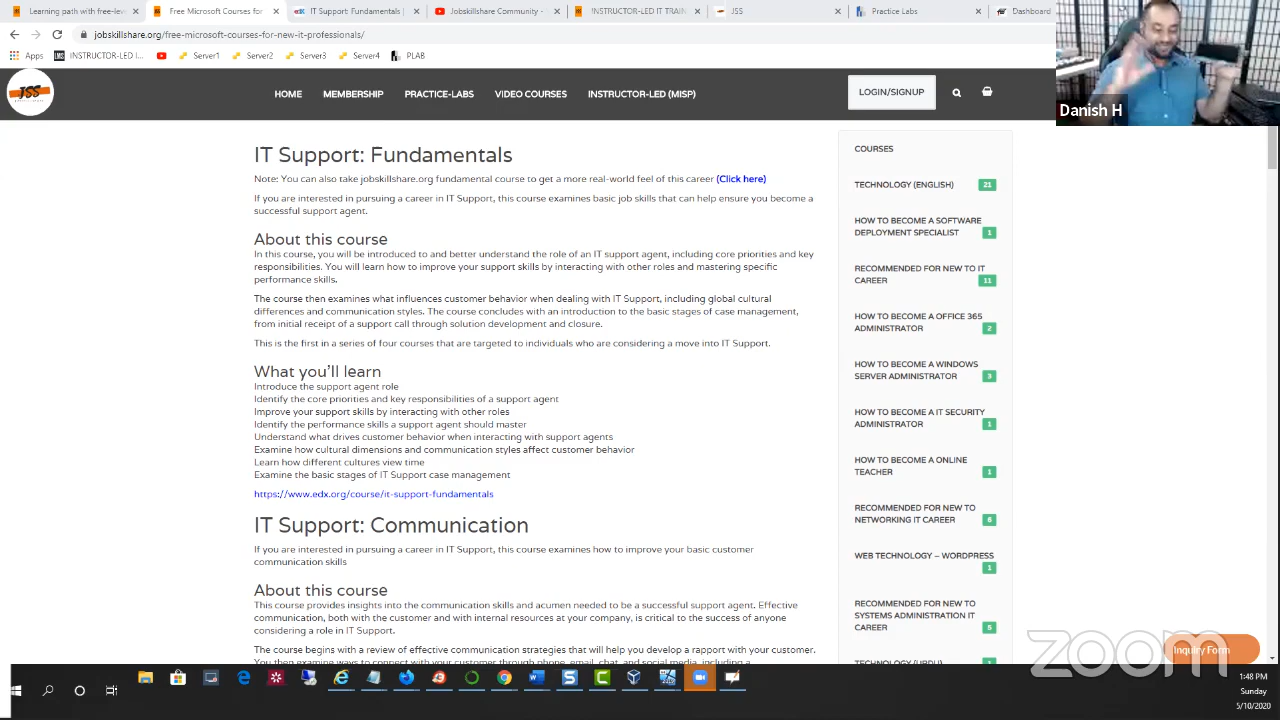 Learning path with free-leve
Free Microsoft Courses for
IT Support: Fundamentals |
Jobskillshare Community -
!INSTRUCTOR-LED IT TRAIN
JSS
Practice Labs
Dashboard
jobskillshare.org/free-microsoft-courses-for-new-it-professionals/
Apps
INSTRUCTOR-LED I...
Server1
Server2
Server3
Server4
PLAB
Danish H
JSS
HOME
MEMBERSHIP
PRACTICE-LABS
VIDEO COURSES
INSTRUCTOR-LED (MISP)
LOGIN/SIGNUP
IT Support: Fundamentals
Note: You can also take jobskillshare.org fundamental course to get a more real-world feel of this career (Click here)
If you are interested in pursuing a career in IT Support, this course examines basic job skills that can help ensure you become a
successful support agent.
About this course
In this course, you will be introduced to and better understand the role of an IT support agent, including core priorities and key
responsibilities. You will learn how to improve your support skills by interacting with other roles and mastering specific
performance skills.
The course then examines what influences customer behavior when dealing with IT Support, including global cultural
differences and communication styles. The course concludes with an introduction to the basic stages of case management,
from initial receipt of a support call through solution development and closure.
This is the first in a series of four courses that are targeted to individuals who are considering a move into IT Support.
What you'll learn
Introduce the support agent role
Identify the core priorities and key responsibilities of a support agent
Improve your support skills by interacting with other roles
Identify the performance skills a support agent should master
Understand what drives customer behavior when interacting with support agents
Examine how cultural dimensions and communication styles affect customer behavior
Learn how different cultures view time
Examine the basic stages of IT Support case management
https://www.edx.org/course/it-support-fundamentals
IT Support: Communication
If you are interested in pursuing a career in IT Support, this course examines how to improve your basic customer
communication skills
About this course
This course provides insights into the communication skills and acumen needed to be a successful support agent. Effective
communication, both with the customer and with internal resources at your company, is critical to the success of anyone
considering a role in IT Support.
The course begins with a review of effective communication strategies that will help you develop a rapport with your customer.
You then examine ways to connect with your customer through phone, email, chat, and social media, including a
COURSES
TECHNOLOGY (ENGLISH) 21
HOW TO BECOME A SOFTWARE
DEPLOYMENT SPECIALIST 1
RECOMMENDED FOR NEW TO IT
CAREER 11
HOW TO BECOME A OFFICE 365
ADMINISTRATOR 2
HOW TO BECOME A WINDOWS
SERVER ADMINISTRATOR 3
HOW TO BECOME A IT SECURITY
ADMINISTRATOR 1
HOW TO BECOME A ONLINE
TEACHER 1
RECOMMENDED FOR NEW TO
NETWORKING IT CAREER 6
WEB TECHNOLOGY – WORDPRESS
1
RECOMMENDED FOR NEW TO
SYSTEMS ADMINISTRATION IT
CAREER 5
TECHNOLOGY (URDU) 1
Inquiry Form
zoom
1:48 PM
Sunday
5/10/2020